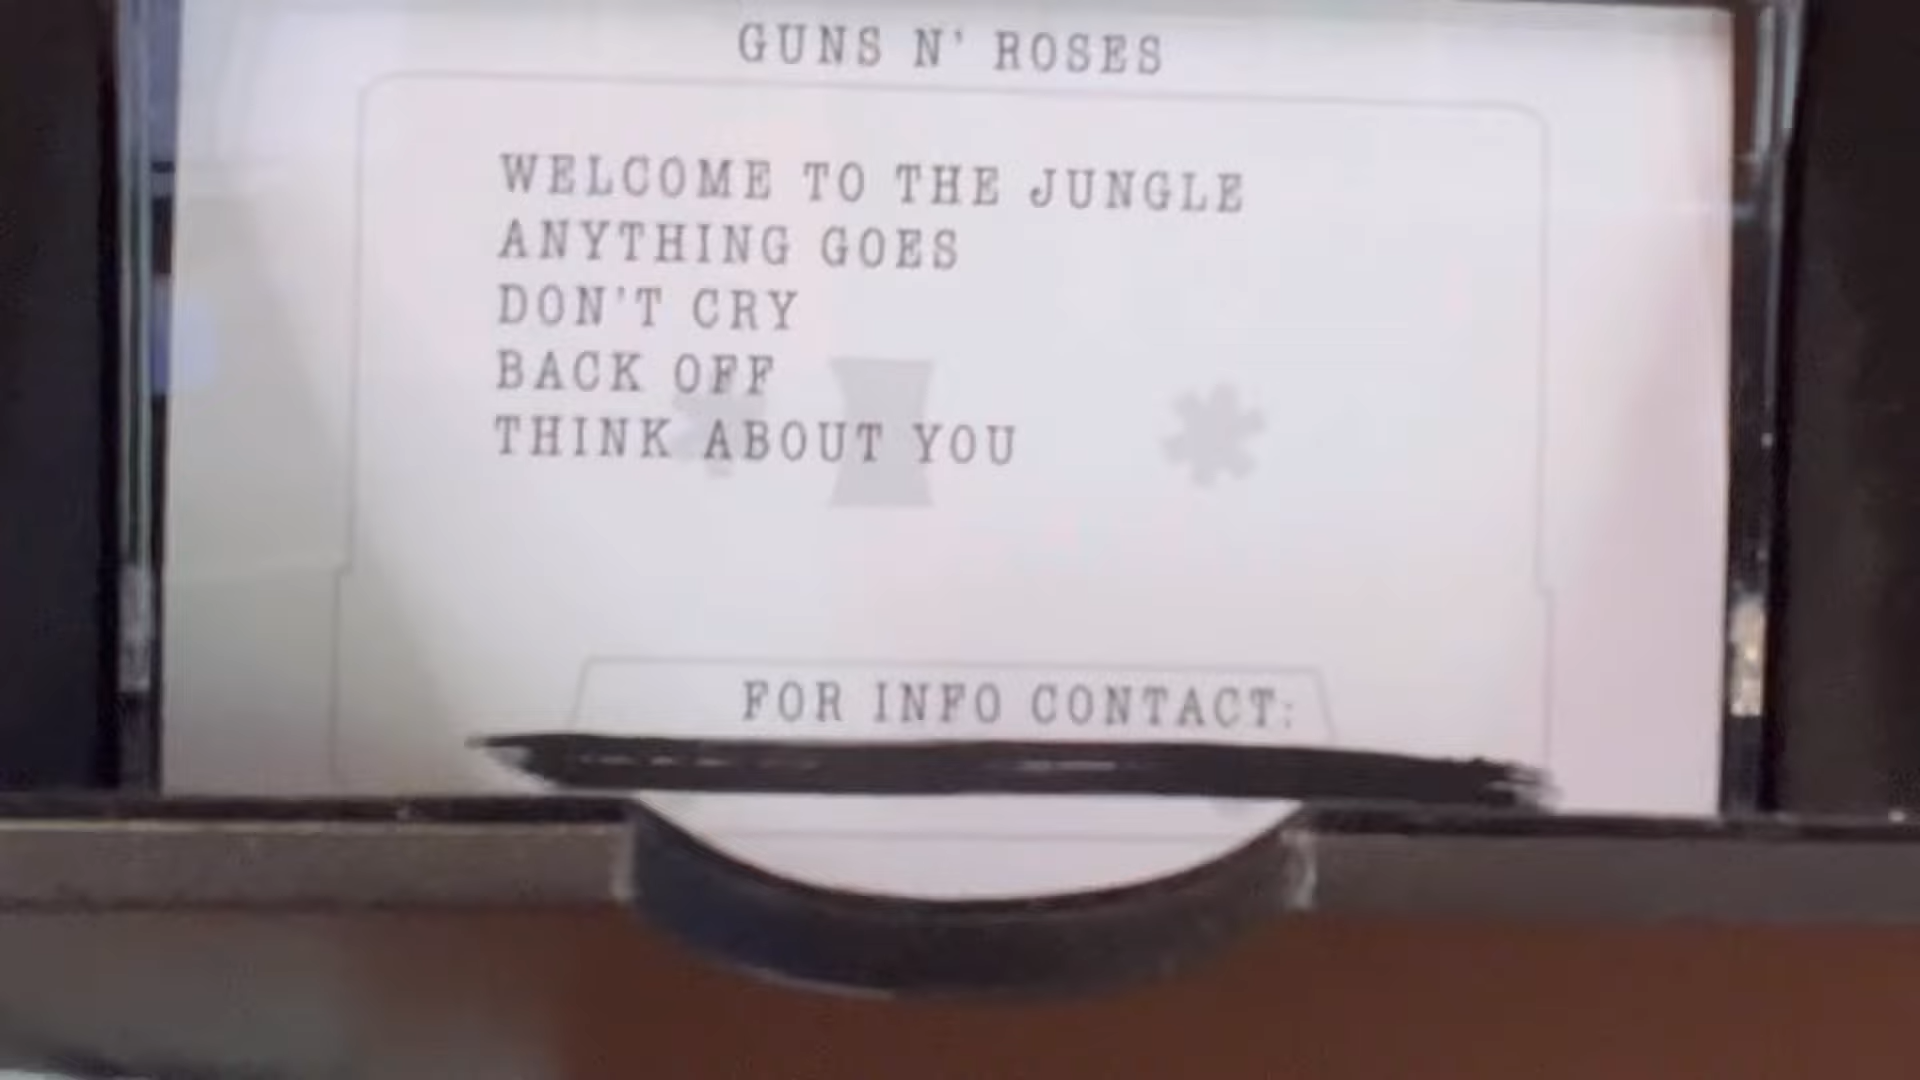 GUNS N' ROSES
WELCOME TO THE JUNGLE
ANYTHING GOES
DON'T CRY
BACK OFF
THINK ABOUT YOU
FOR INFO CONTACT: